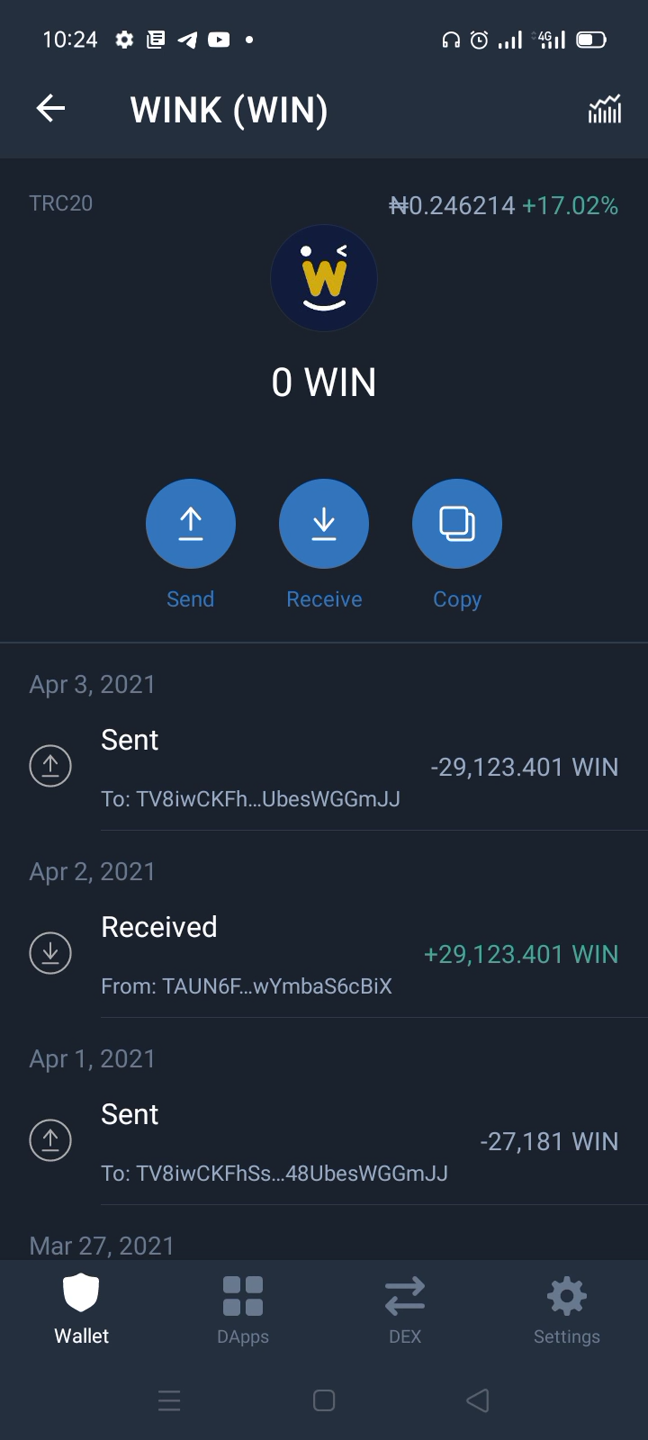 10:24
4G
WINK (WIN)
TRC20
₦0.246214 +17.02%
W
0 WIN
Send
Receive
Copy
Apr 3, 2021
Sent
-29,123.401 WIN
To: TV8iwCKFh...UbesWGGmJJ
Apr 2, 2021
Received
+29,123.401 WIN
From: TAUN6F...wYmbaS6cBiX
Apr 1, 2021
Sent
-27,181 WIN
To: TV8iwCKFhSs...48UbesWGGmJJ
Mar 27, 2021
Wallet
DApps
DEX
Settings